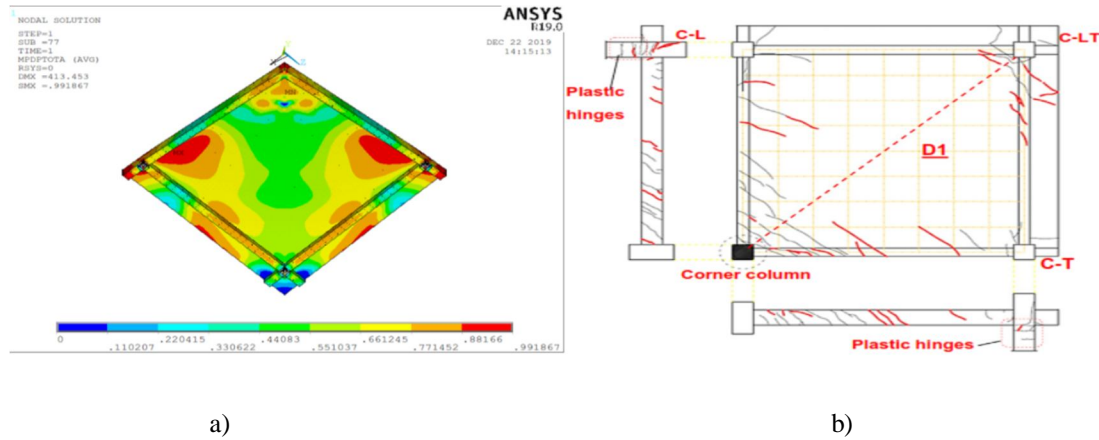 1
NODAL SOLUTION
STEP=1
SUB =77
TIME=1
MPDPTOTA (AVG)
RSYS=0
DMX =413.453
SMX =.991867
ANSYS
R19.0
DEC 22 2019
14:15:13
MX
0 .220415 .44083 .661245 .88166
.110207 .330622 .551037 .771452 .991867
a)
C-L
C-LT
Plastic
hinges
D1
Corner column
C-T
Plastic hinges
b)